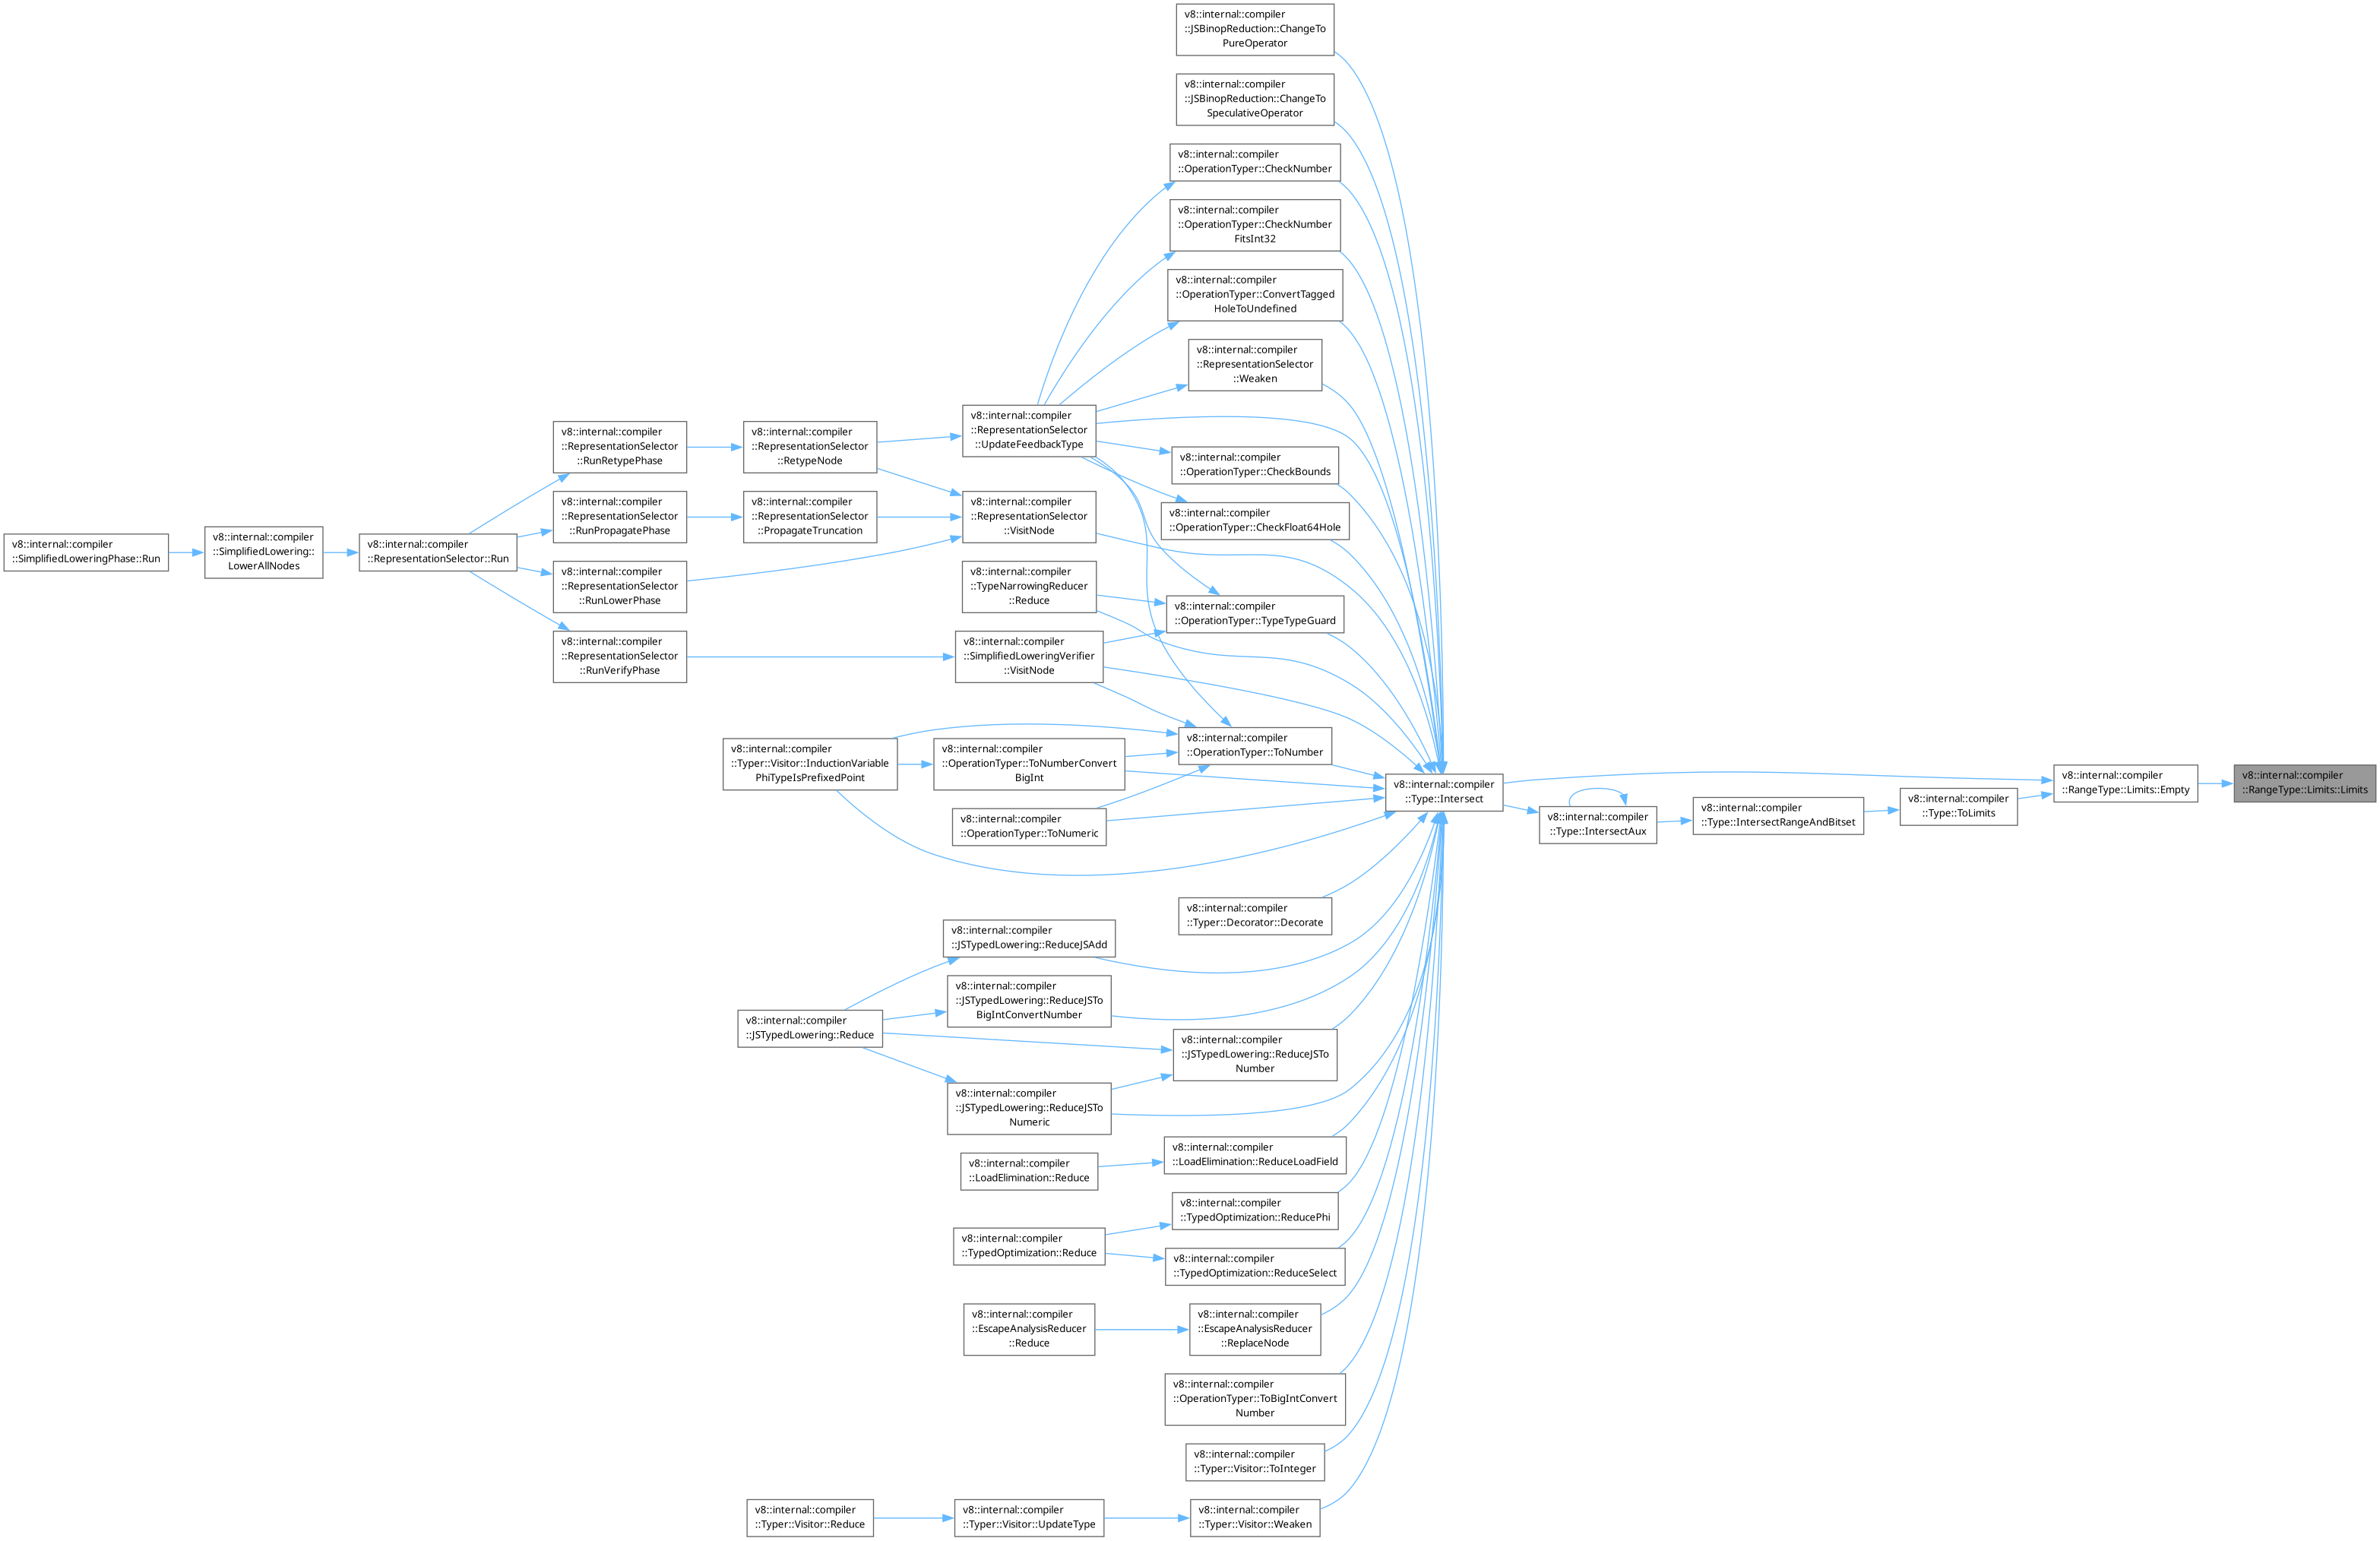 v8::internal::compiler
::JSBinopReduction::ChangeTo
PureOperator
v8::internal::compiler
::JSBinopReduction::ChangeTo
SpeculativeOperator
v8::internal::compiler
::OperationTyper::CheckNumber
v8::internal::compiler
::OperationTyper::CheckNumber
FitsInt32
v8::internal::compiler
::OperationTyper::ConvertTagged
HoleToUndefined
v8::internal::compiler
::RepresentationSelector
::Weaken
v8::internal::compiler
::RepresentationSelector
::UpdateFeedbackType
v8::internal::compiler
::RepresentationSelector
::RetypeNode
v8::internal::compiler
::RepresentationSelector
::RunRetypePhase
v8::internal::compiler
::OperationTyper::CheckBounds
v8::internal::compiler
::OperationTyper::CheckFloat64Hole
v8::internal::compiler
::RepresentationSelector
::VisitNode
v8::internal::compiler
::RepresentationSelector
::PropagateTruncation
v8::internal::compiler
::RepresentationSelector
::RunPropagatePhase
v8::internal::compiler
::SimplifiedLoweringPhase::Run
v8::internal::compiler
::SimplifiedLowering::
LowerAllNodes
v8::internal::compiler
::RepresentationSelector::Run
v8::internal::compiler
::RepresentationSelector
::RunLowerPhase
v8::internal::compiler
::TypeNarrowingReducer
::Reduce
v8::internal::compiler
::OperationTyper::TypeTypeGuard
v8::internal::compiler
::RepresentationSelector
::RunVerifyPhase
v8::internal::compiler
::SimplifiedLoweringVerifier
::VisitNode
v8::internal::compiler
::OperationTyper::ToNumber
v8::internal::compiler
::Typer::Visitor::InductionVariable
PhiTypeIsPrefixedPoint
v8::internal::compiler
::OperationTyper::ToNumberConvert
BigInt
v8::internal::compiler
::OperationTyper::ToNumeric
v8::internal::compiler
::Type::Intersect
v8::internal::compiler
::Type::IntersectAux
v8::internal::compiler
::Type::IntersectRangeAndBitset
v8::internal::compiler
::Type::ToLimits
v8::internal::compiler
::RangeType::Limits::Empty
v8::internal::compiler
::RangeType::Limits::Limits
v8::internal::compiler
::Typer::Decorator::Decorate
v8::internal::compiler
::JSTypedLowering::ReduceJSAdd
v8::internal::compiler
::JSTypedLowering::ReduceJSTo
BigIntConvertNumber
v8::internal::compiler
::JSTypedLowering::Reduce
v8::internal::compiler
::JSTypedLowering::ReduceJSTo
Number
v8::internal::compiler
::JSTypedLowering::ReduceJSTo
Numeric
v8::internal::compiler
::LoadElimination::ReduceLoadField
v8::internal::compiler
::LoadElimination::Reduce
v8::internal::compiler
::TypedOptimization::ReducePhi
v8::internal::compiler
::TypedOptimization::Reduce
v8::internal::compiler
::TypedOptimization::ReduceSelect
v8::internal::compiler
::EscapeAnalysisReducer
::Reduce
v8::internal::compiler
::EscapeAnalysisReducer
::ReplaceNode
v8::internal::compiler
::OperationTyper::ToBigIntConvert
Number
v8::internal::compiler
::Typer::Visitor::ToInteger
v8::internal::compiler
::Typer::Visitor::Reduce
v8::internal::compiler
::Typer::Visitor::UpdateType
v8::internal::compiler
::Typer::Visitor::Weaken